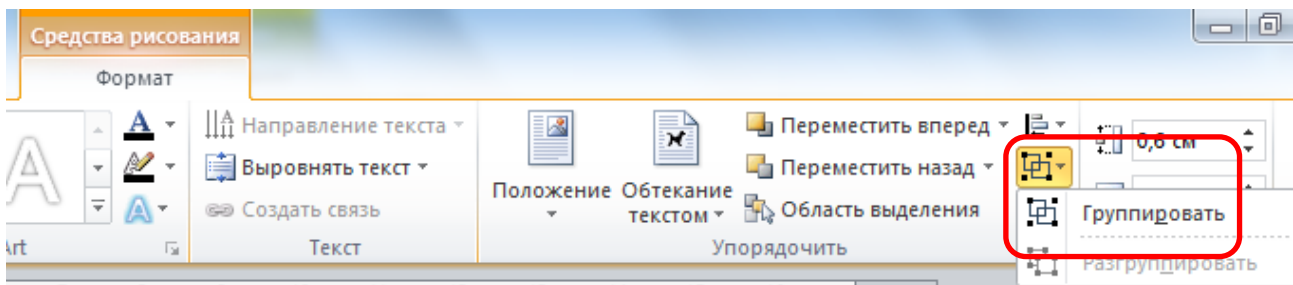 Средства рисования
Формат
Направление текста
Выровнять текст
Создать связь
Art
Текст
Положение
Обтекание
текстом
Переместить вперед
Переместить назад
Область выделения
Упорядочить
0,6 см
Группировать
Разгруппировать